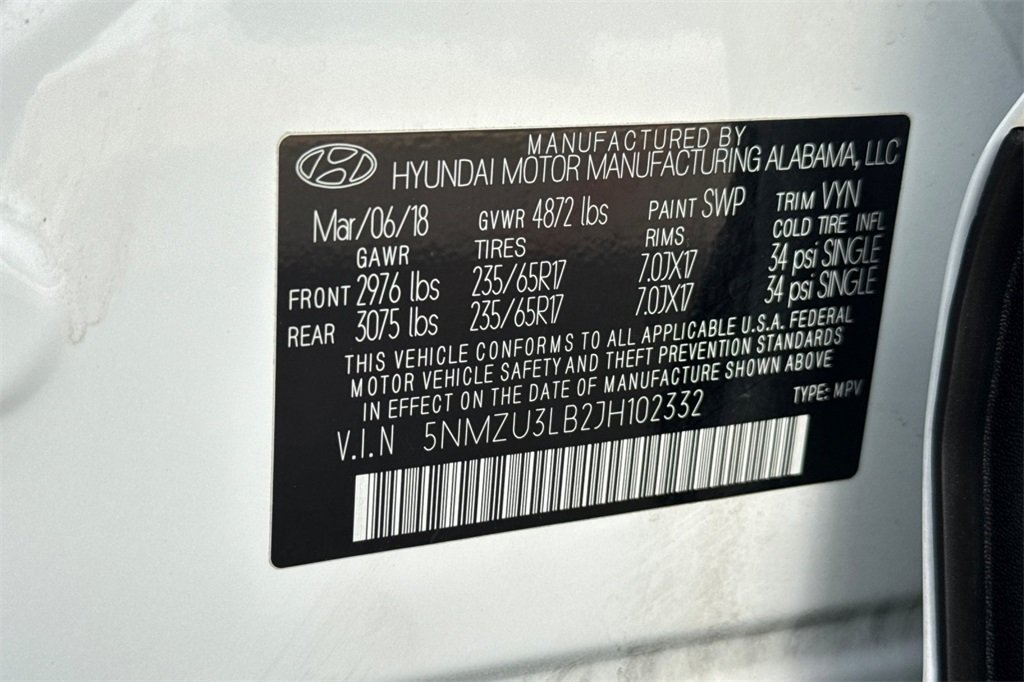 MANUFACTURED BY
HYUNDAI MOTOR MANUFACTURING ALABAMA, LLC
Mar/06/18 GVWR 4872 lbs PAINT SWP TRIM VYN
GAWR TIRES RIMS COLD TIRE INFL
FRONT 2976 lbs 235/65R17 7.0JX17 34 psi SINGLE
REAR 3075 lbs 235/65R17 7.0JX17 34 psi SINGLE
THIS VEHICLE CONFORMS TO ALL APPLICABLE U.S.A. FEDERAL
MOTOR VEHICLE SAFETY AND THEFT PREVENTION STANDARDS
IN EFFECT ON THE DATE OF MANUFACTURE SHOWN ABOVE
V.I.N 5NMZU3LB2JH102332 TYPE: MPV